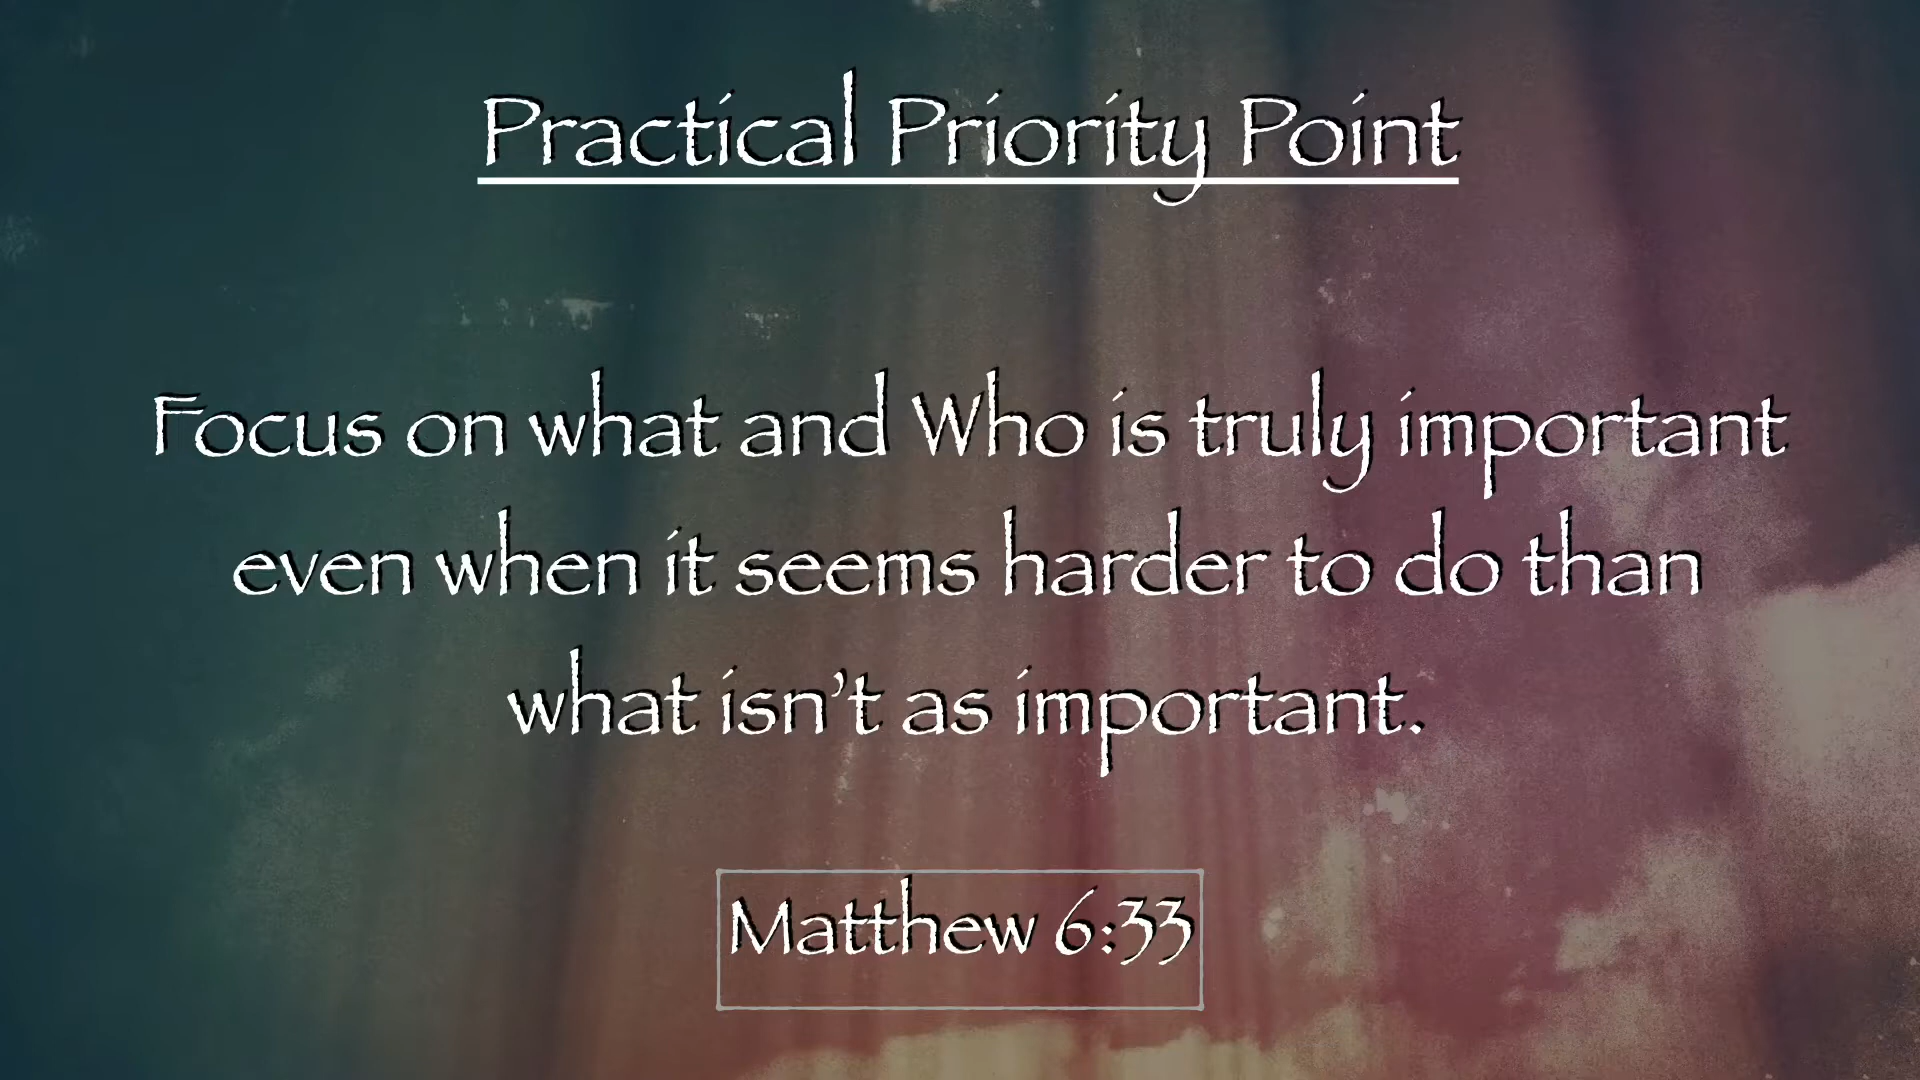 Practical Priority Point
Focus on what and Who is truly important
even when it seems harder to do than
what isn’t as important.
Matthew 6:33